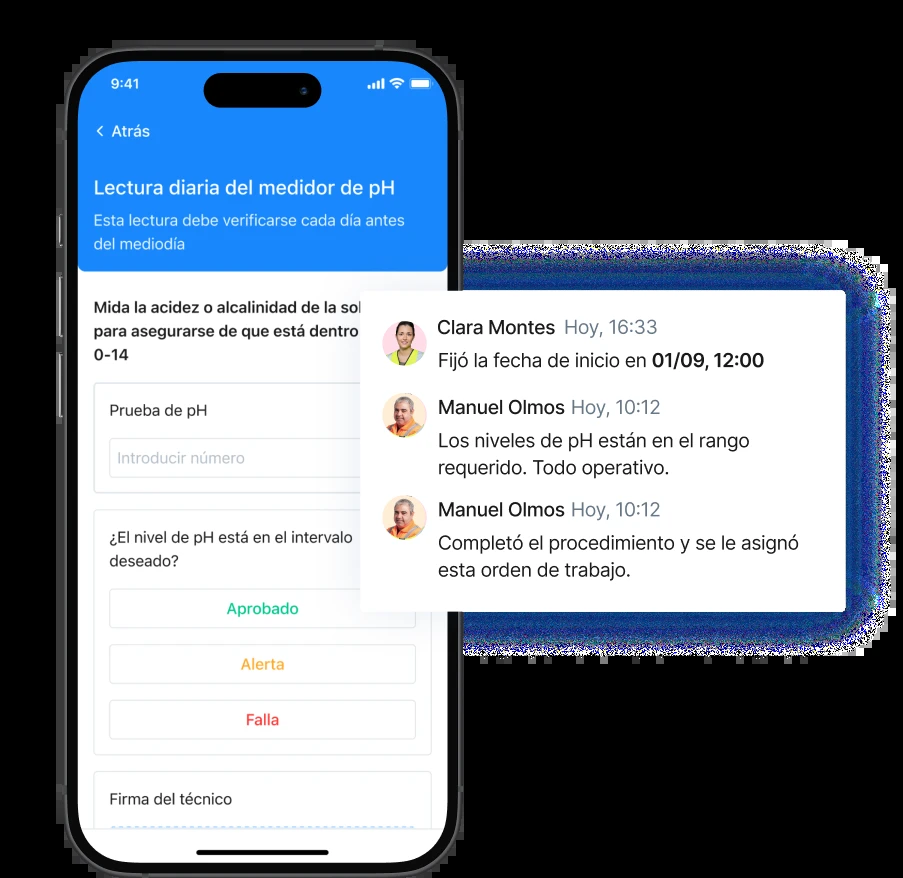 9:41
Atrás
Lectura diaria del medidor de pH
Esta lectura debe verificarse cada día antes
del mediodía
Mida la acidez o alcalinidad de la
para asegurarse de que está dentro
0-14
Prueba de pH
Introducir número
¿El nivel de pH está en el intervalo
deseado?
Aprobado
Alerta
Falla
Firma del técnico
Clara Montes Hoy, 16:33
Fijó la fecha de inicio en 01/09, 12:00
Manuel Olmos Hoy, 10:12
Los niveles de pH están en el rango
requerido. Todo operativo.
Manuel Olmos Hoy, 10:12
Completó el procedimiento y se le asignó
esta orden de trabajo.